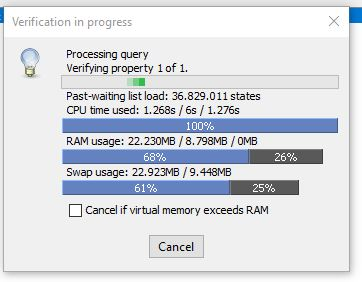 Verification in progress
Processing query
Verifying property 1 of 1.
Past-waiting list load: 36.829.011 states
CPU time used: 1.268s / 6s / 1.276s
100%
RAM usage: 22.230MB / 8.798MB / 0MB
68% 26%
Swap usage: 22.923MB / 9.448MB
61% 25%
Cancel if virtual memory exceeds RAM
Cancel